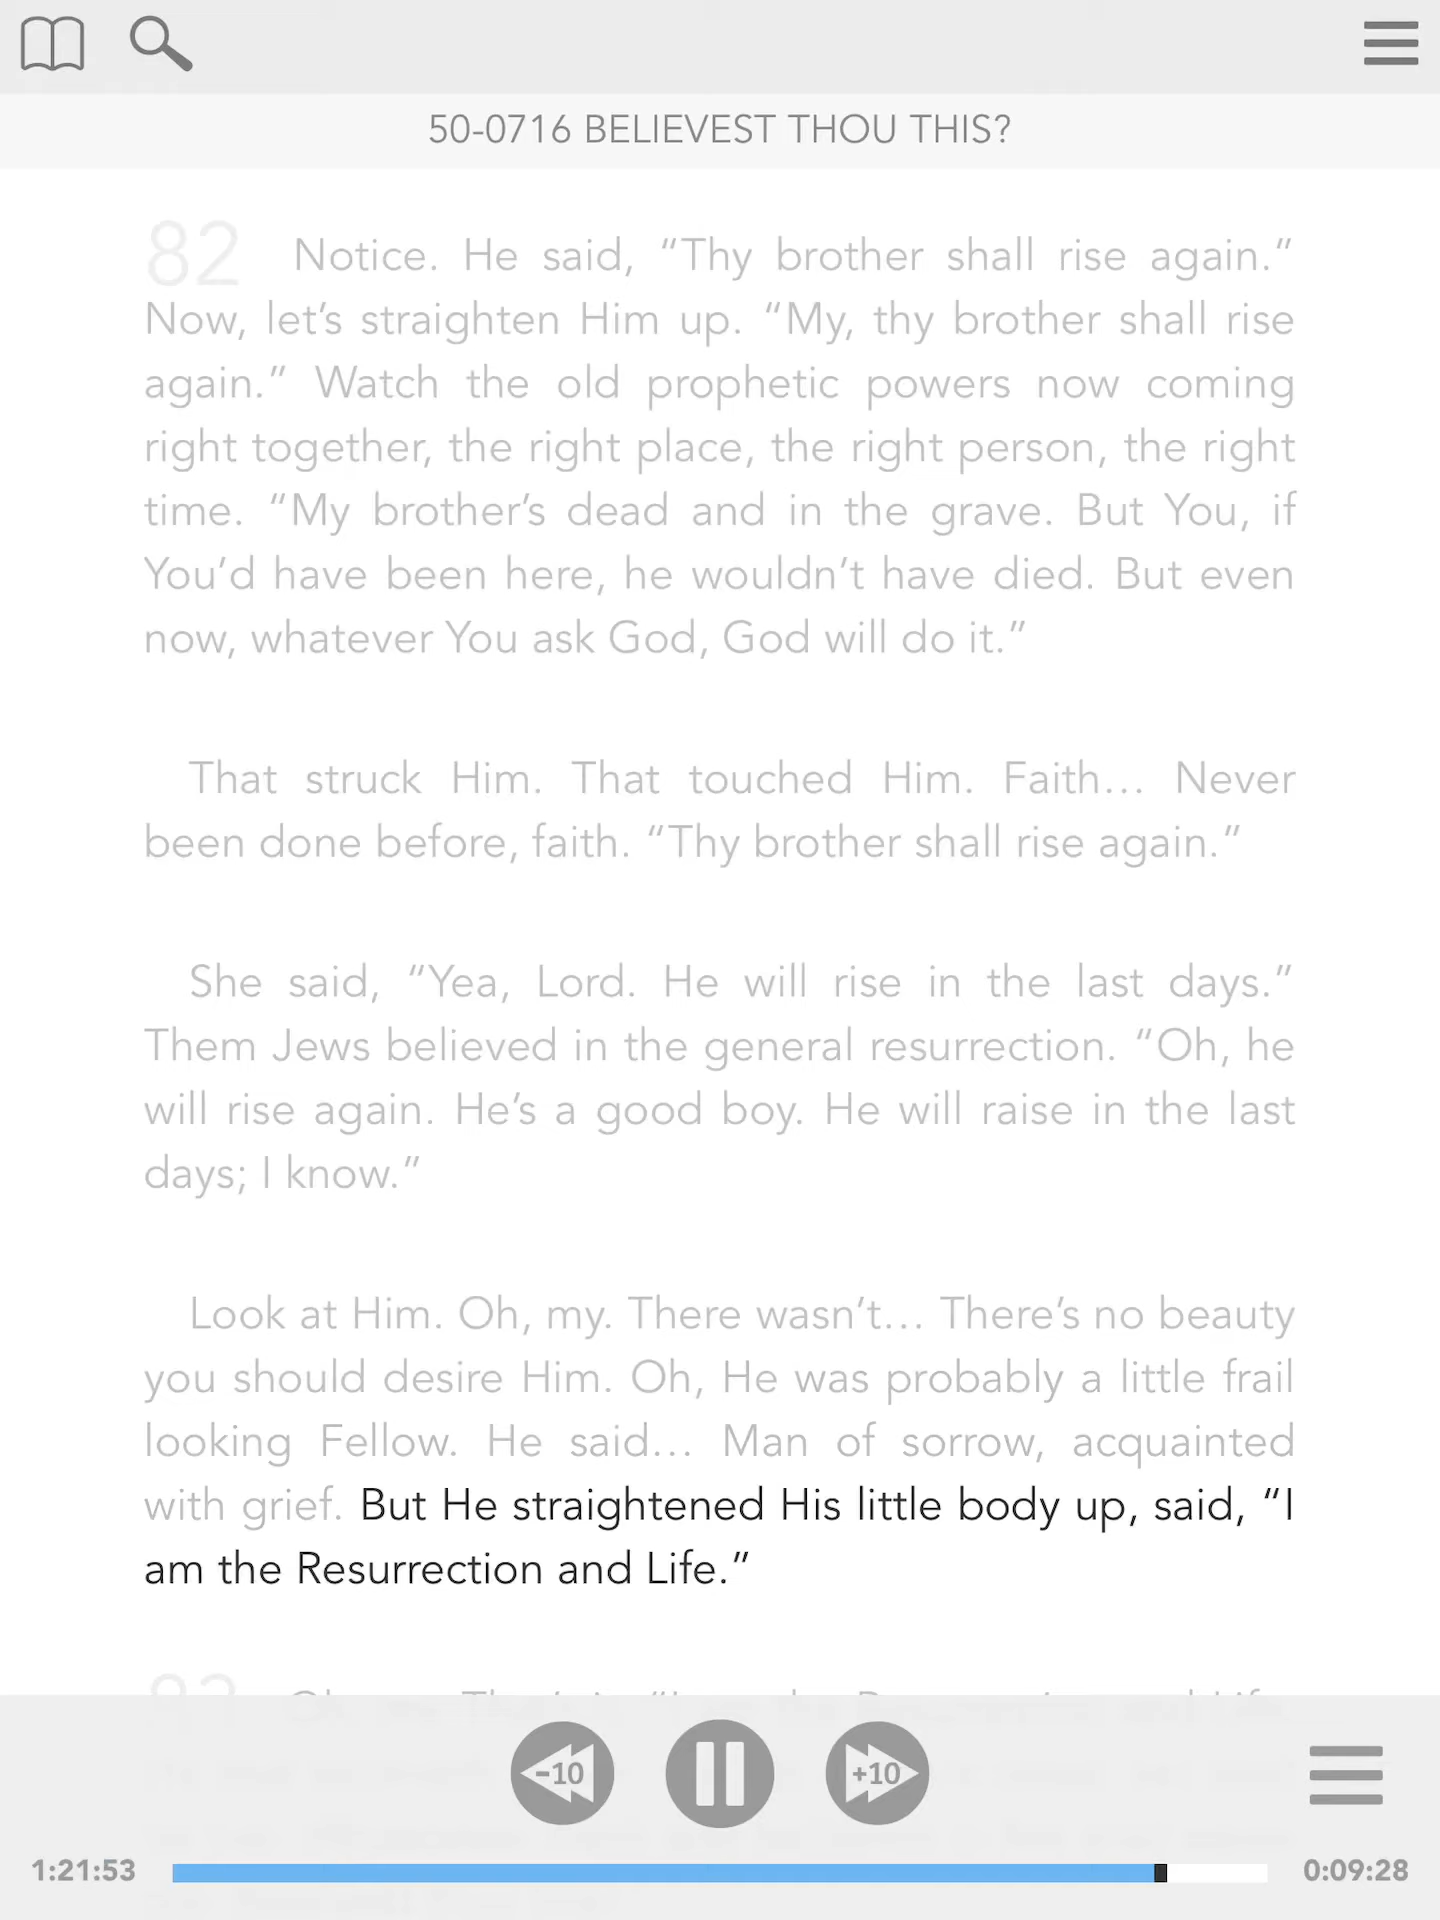 50-0716 BELIEVEST THOU THIS?
82 Notice. He said, “Thy brother shall rise again.”
Now, let’s straighten Him up. “My, thy brother shall rise
again.” Watch the old prophetic powers now coming
right together, the right place, the right person, the right
time. “My brother’s dead and in the grave. But You, if
You’d have been here, he wouldn’t have died. But even
now, whatever You ask God, God will do it.”
That struck Him. That touched Him. Faith… Never
been done before, faith. “Thy brother shall rise again.”
She said, “Yea, Lord. He will rise in the last days.”
Them Jews believed in the general resurrection. “Oh, he
will rise again. He’s a good boy. He will raise in the last
days; I know.”
Look at Him. Oh, my. There wasn’t… There’s no beauty
you should desire Him. Oh, He was probably a little frail
looking Fellow. He said… Man of sorrow, acquainted
with grief. But He straightened His little body up, said, “I
am the Resurrection and Life.”
-10 +10
1:21:53 0:09:28